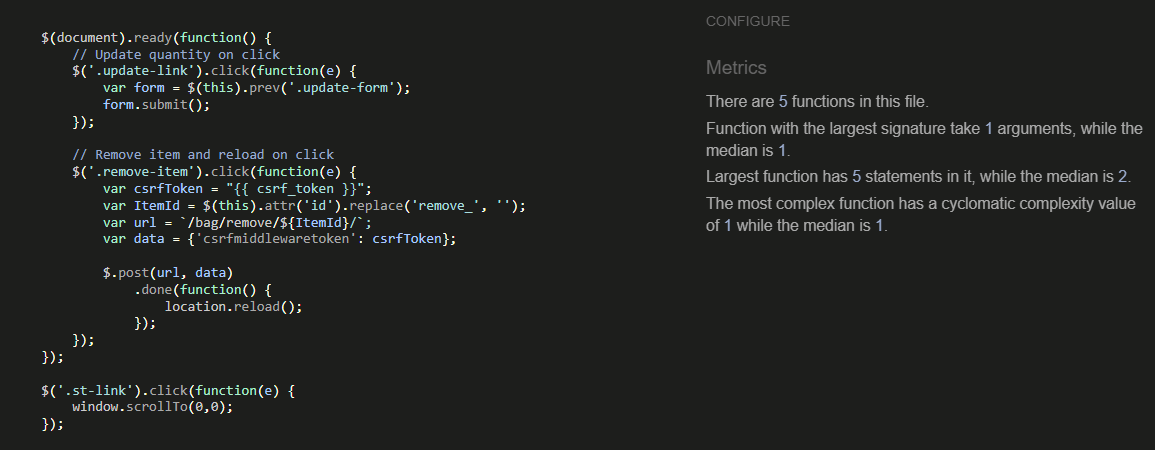 $(document).ready(function() {
    // Update quantity on click
    $('.update-link').click(function(e) {
        var form = $(this).prev('.update-form');
        form.submit();
    });

    // Remove item and reload on click
    $('.remove-item').click(function(e) {
        var csrfToken = "{{ csrf_token }}";
        var ItemId = $(this).attr('id').replace('remove_', '');
        var url = `/bag/remove/${ItemId}/`;
        var data = {'csrfmiddlewaretoken': csrfToken};

        $.post(url, data)
            .done(function() {
                location.reload();
            });
    });
});

$('.st-link').click(function(e) {
    window.scrollTo(0,0);
});
CONFIGURE
Metrics
There are 5 functions in this file.
Function with the largest signature take 1 arguments, while the
median is 1.
Largest function has 5 statements in it, while the median is 2.
The most complex function has a cyclomatic complexity value
of 1 while the median is 1.